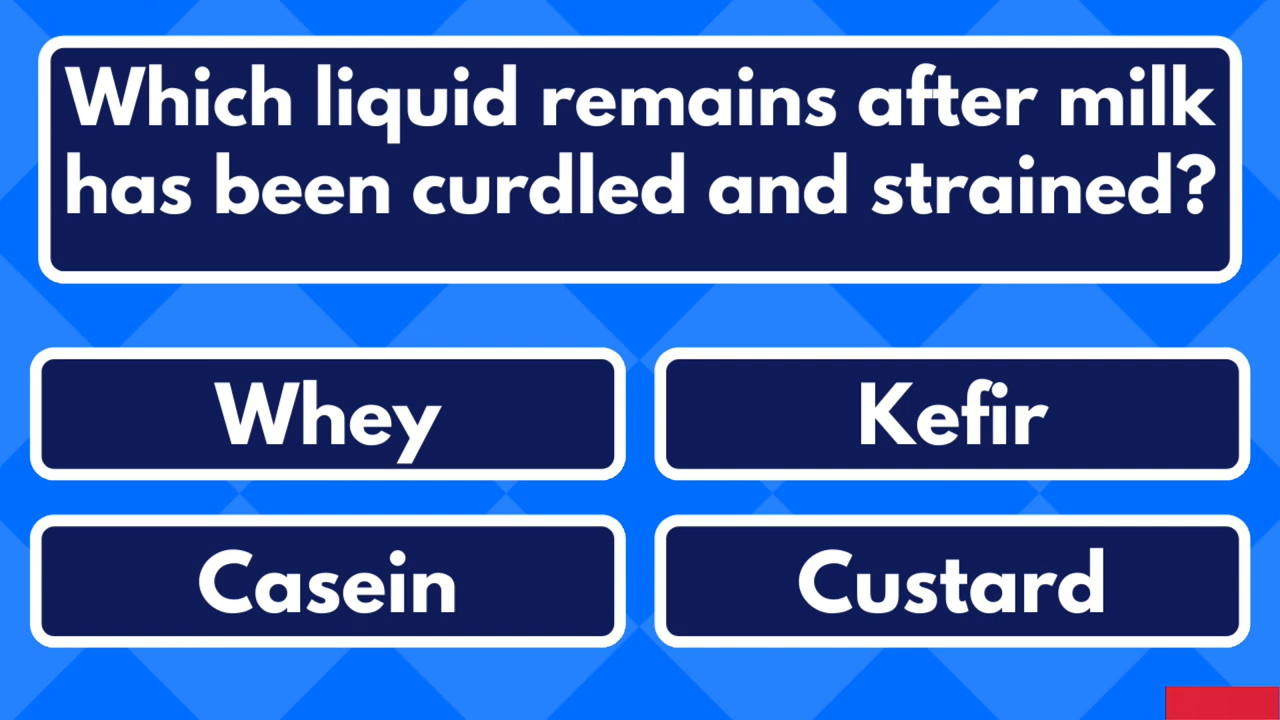 Which liquid remains after milk
has been curdled and strained?
Whey
Kefir
Casein
Custard